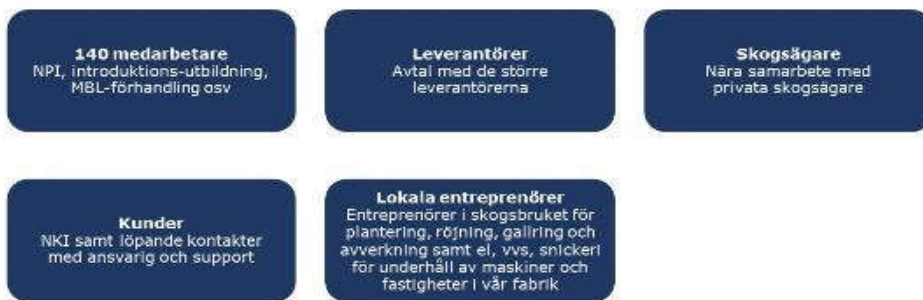 140 medarbetare
NPI, introduktions-utbildning,
MBL-förhandling osv
Leverantörer
Avtal med de större
leverantörerna
Skogsägare
Nära samarbete med
privata skogsägare
Kunder
NKI samt löpande kontakter
med ansvarig och support
Lokala entreprenörer
Entreprenörer i skogsbruket för
plantering, röjning, gallring och
avverkning samt el, vvs, snickeri
för underhåll av maskiner och
fastigheter i vår fabrik